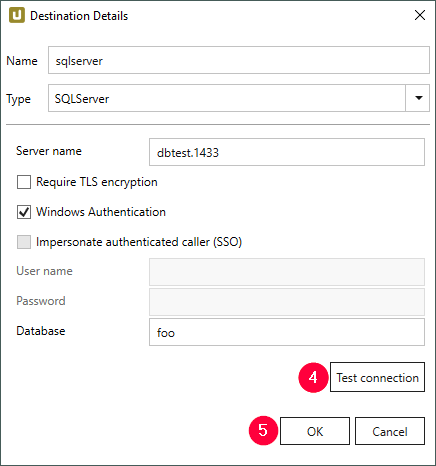 Destination Details
Name sqlserver
Type SQLServer
Server name dbtest.1433
Require TLS encryption
Windows Authentication
Impersonate authenticated caller (SSO)
User name
Password
Database foo
4 Test connection
5 OK Cancel